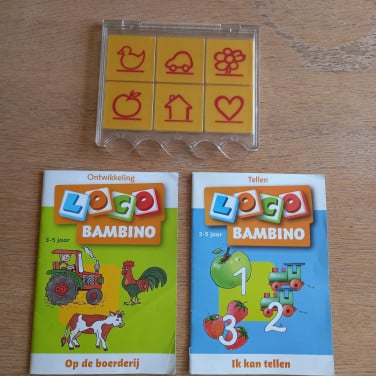 Ontwikkeling
LOCO
BAMBINO
3-5 jaar
Op de boerderij
Tellen
LOCO
BAMBINO
3-5 jaar
1
2
3
Ik kan tellen